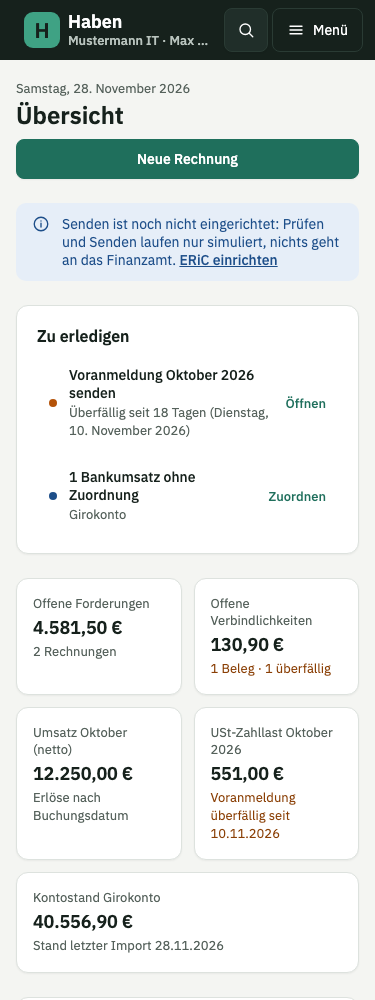 H
Haben
Mustermann IT · Max ...
Menü
Samstag, 28. November 2026
Übersicht
Neue Rechnung
Senden ist noch nicht eingerichtet: Prüfen
und Senden laufen nur simuliert, nichts geht
an das Finanzamt. ERiC einrichten
Zu erledigen
Voranmeldung Oktober 2026
senden
Überfällig seit 18 Tagen (Dienstag,
10. November 2026)
Öffnen
1 Bankumsatz ohne
Zuordnung
Girokonto
Zuordnen
Offene Forderungen
4.581,50 €
2 Rechnungen
Offene
Verbindlichkeiten
130,90 €
1 Beleg · 1 überfällig
Umsatz Oktober
(netto)
12.250,00 €
Erlöse nach
Buchungsdatum
USt-Zahllast Oktober
2026
551,00 €
Voranmeldung
überfällig seit
10.11.2026
Kontostand Girokonto
40.556,90 €
Stand letzter Import 28.11.2026